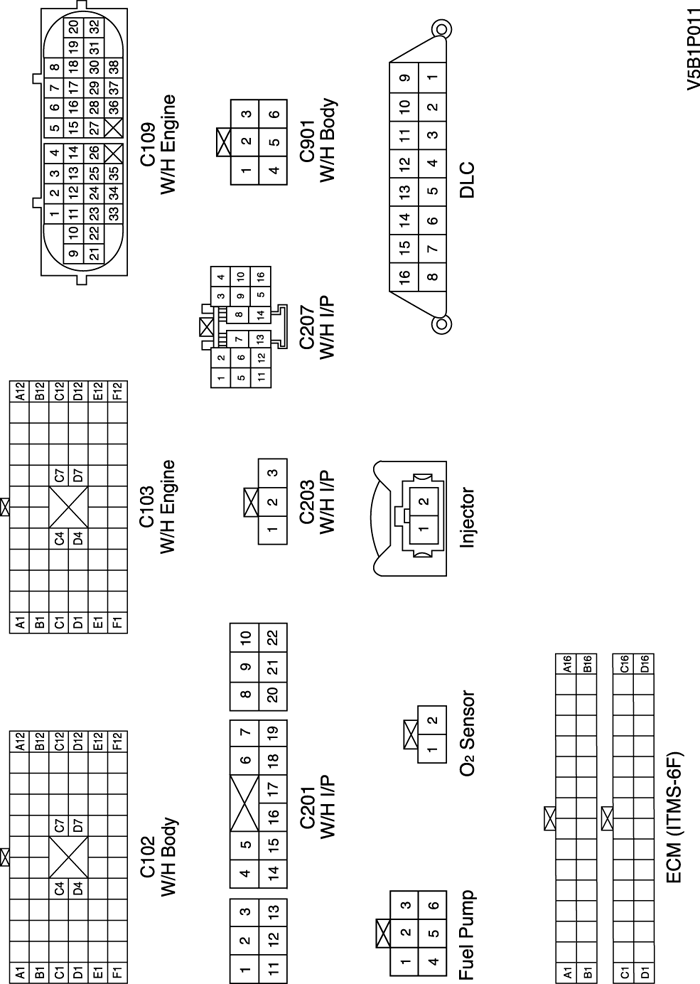 A1 A12
B1 B12
C1 C4 C7 C12
D1 D4 D7 D12
E1 E12
F1 F12
C102
W/H Body
A1 A12
B1 B12
C1 C4 C7 C12
D1 D4 D7 D12
E1 E12
F1 F12
C103
W/H Engine
1 2 3 4 5 6 7 8
9 10 11 12 13 14 15 16 17 18 19 20
21 22 23 24 25 26 27 28 29 30 31 32
33 34 35 36 37 38
C109
W/H Engine
1 2 3 4 5 6 7 8 9 10
11 12 13 14 15 16 17 18 19 20 21 22
C201
W/H I/P
1 2 3
C203
W/H I/P
1 2 3 4
5 6 7 8 9 10
11 12 13 14 5 16
C207
W/H I/P
1 2 3
4 5 6
C901
W/H Body
1 2 3
4 5 6
Fuel Pump
1 2
O2 Sensor
1 2
Injector
16 15 14 13 12 11 10 9
8 7 6 5 4 3 2 1
DLC
A1 A16
B1 B16
C1 C16
D1 D16
ECM (ITMS-6F)
V5B1P011